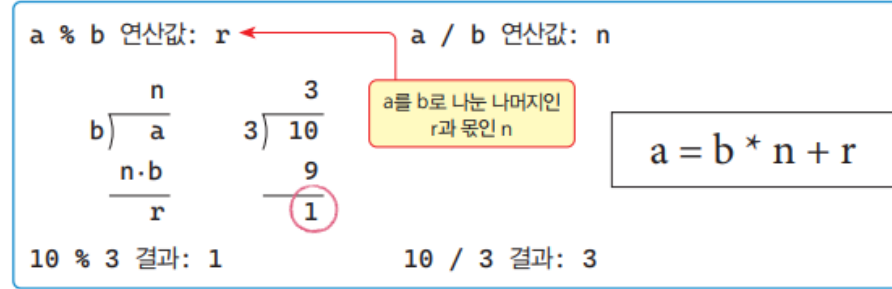 a % b 연산값: r
a / b 연산값: n
n
b) a
n·b
r
3
3) 10
9
1
a를 b로 나눈 나머지인
r과 몫인 n
a = b * n + r
10 % 3 결과: 1
10 / 3 결과: 3